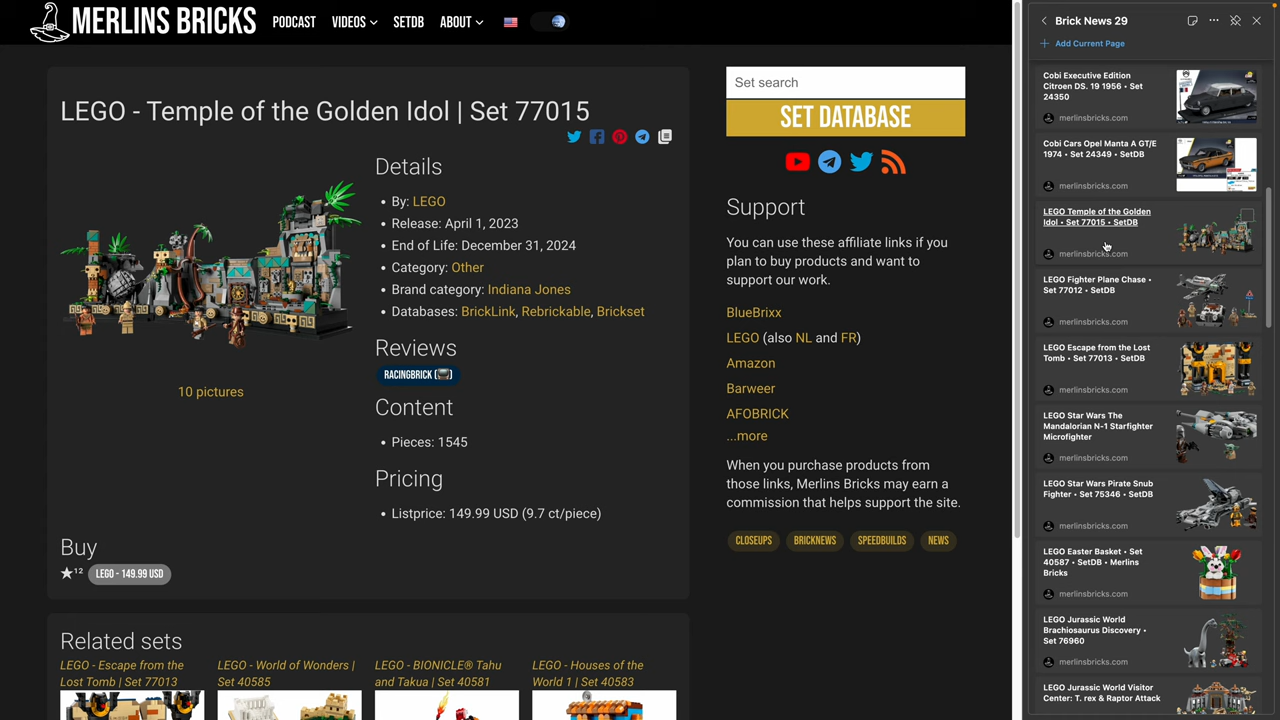 MERLINS BRICKS
PODCAST
VIDEOS
SETDB
ABOUT
LEGO - Temple of the Golden Idol | Set 77015
10 pictures
Details
• By: LEGO
• Release: April 1, 2023
• End of Life: December 31, 2024
• Category: Other
• Brand category: Indiana Jones
• Databases: BrickLink, Rebrickable, Brickset
Reviews
RACINGBRICK
Content
• Pieces: 1545
Pricing
• Listprice: 149.99 USD (9.7 ct/piece)
Buy
★12 LEGO - 149.99 USD
Related sets
LEGO - Escape from the
Lost Tomb | Set 77013
LEGO - World of Wonders |
Set 40585
LEGO - BIONICLE® Tahu
and Takua | Set 40581
LEGO - Houses of the
World 1 | Set 40583
Set search
SET DATABASE
Support
You can use these affiliate links if you
plan to buy products and want to
support our work.
BlueBrixx
LEGO (also NL and FR)
Amazon
Barweer
AFOBRICK
...more
When you purchase products from
those links, Merlins Bricks may earn a
commission that helps support the site.
CLOSEUPS
BRICKNEWS
SPEEDBUILDS
NEWS
Brick News 29
Add Current Page
Cobi Executive Edition
Citroen DS. 19 1956 • Set
24350
merlinsbricks.com
Cobi Cars Opel Manta A GT/E
1974 • Set 24349 • SetDB
merlinsbricks.com
LEGO Temple of the Golden
Idol • Set 77015 • SetDB
merlinsbricks.com
LEGO Fighter Plane Chase •
Set 77012 • SetDB
merlinsbricks.com
LEGO Escape from the Lost
Tomb • Set 77013 • SetDB
merlinsbricks.com
LEGO Star Wars The
Mandalorian N-1 Starfighter
Microfighter
merlinsbricks.com
LEGO Star Wars Pirate Snub
Fighter • Set 75346 • SetDB
merlinsbricks.com
LEGO Easter Basket • Set
40587 • SetDB • Merlins
Bricks
merlinsbricks.com
LEGO Jurassic World
Brachiosaurus Discovery •
Set 76960
merlinsbricks.com
LEGO Jurassic World Visitor
Center: T. rex & Raptor Attack